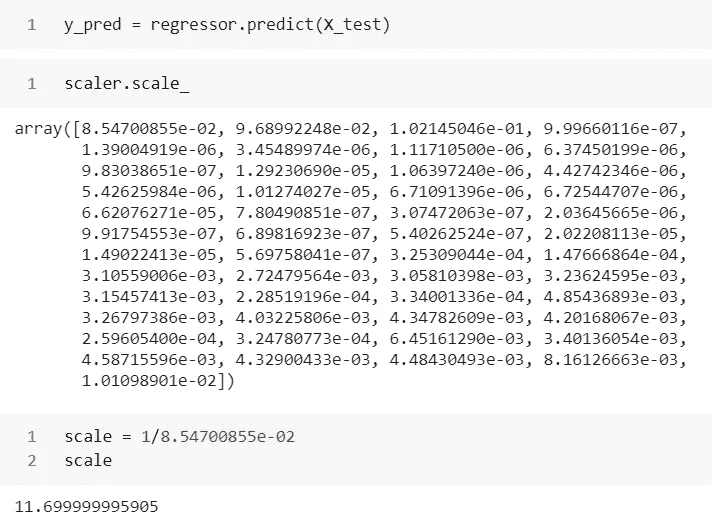 1 y_pred = regressor.predict(X_test)
1 scaler.scale_
array([8.54700855e-02, 9.68992248e-02, 1.02145046e-01, 9.99660116e-07,
1.39004919e-06, 3.45489974e-06, 1.11710500e-06, 6.37450199e-06,
9.83038651e-07, 1.29230690e-05, 1.06397240e-06, 4.42742346e-06,
5.42625984e-06, 1.01274027e-05, 6.71091396e-06, 6.72544707e-06,
6.62076271e-05, 7.80490851e-07, 3.07472063e-07, 2.03645665e-06,
9.91754553e-07, 6.89816923e-07, 5.40262524e-07, 2.02208113e-05,
1.49022413e-05, 5.69758041e-07, 3.25309044e-04, 1.47666864e-04,
3.10559006e-03, 2.72479564e-03, 3.05810398e-03, 3.23624595e-03,
3.15457413e-03, 2.28519196e-04, 3.34001336e-04, 4.85436893e-03,
3.26797386e-03, 4.03225806e-03, 4.34782609e-03, 4.20168067e-03,
2.59605400e-04, 3.24780773e-04, 6.45161290e-03, 3.40136054e-03,
4.58715596e-03, 4.32900433e-03, 4.48430493e-03, 8.16126663e-03,
1.01098901e-02])
1 scale = 1/8.54700855e-02
2 scale
11.699999995905